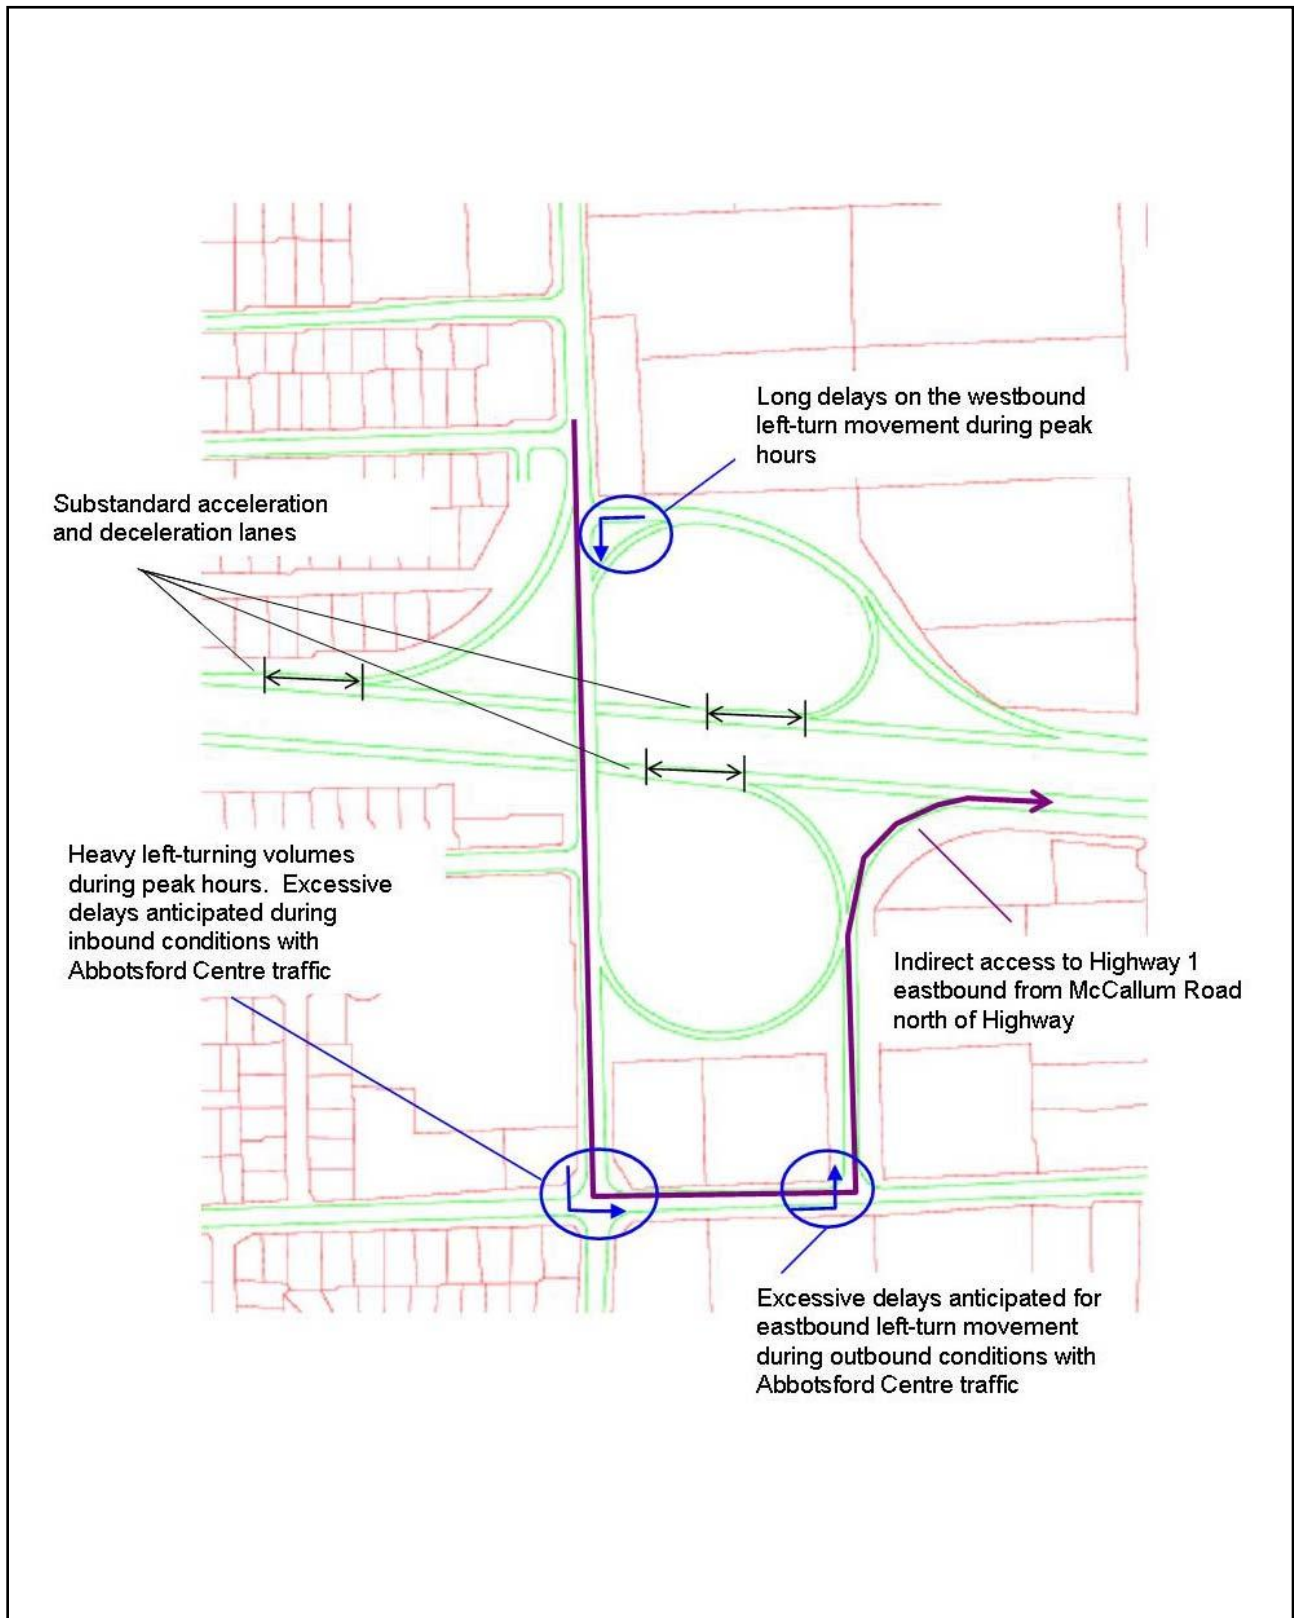 Long delays on the westbound
left-turn movement during peak
hours
Substandard acceleration
and deceleration lanes
Heavy left-turning volumes
during peak hours.  Excessive
delays anticipated during
inbound conditions with
Abbotsford Centre traffic
Indirect access to Highway 1
eastbound from McCallum Road
north of Highway
Excessive delays anticipated for
eastbound left-turn movement
during outbound conditions with
Abbotsford Centre traffic